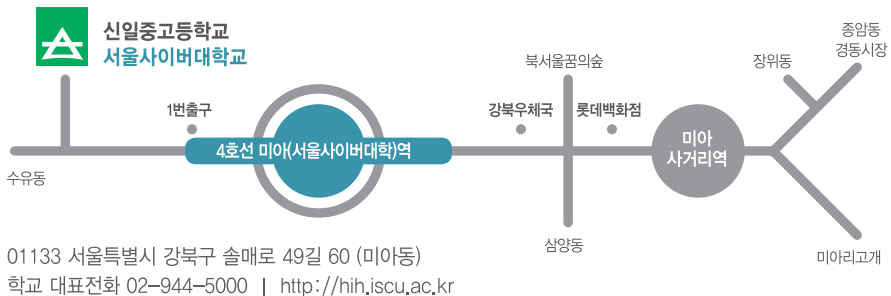 신일중고등학교
서울사이버대학교
종암동
경동시장
북서울꿈의숲
장위동
1번출구
강북우체국
롯데백화점
4호선 미아(서울사이버대학)역
미아
사거리역
수유동
삼양동
미아리고개
01133 서울특별시 강북구 솔매로 49길 60 (미아동)
학교 대표전화 02-944-5000 | http://hih.iscu.ac.kr